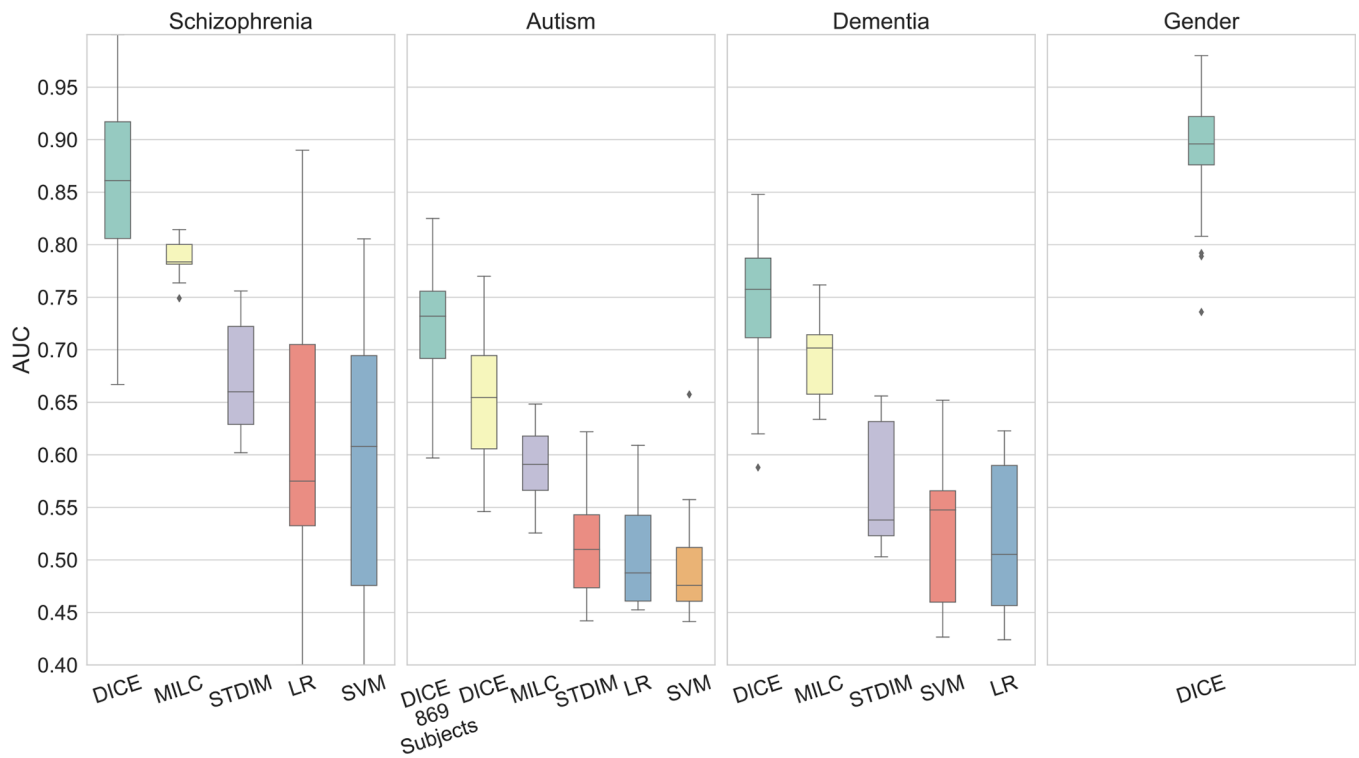 Schizophrenia
Autism
Dementia
Gender
AUC
0.95
0.90
0.85
0.80
0.75
0.70
0.65
0.60
0.55
0.50
0.45
0.40
DICE
MILC
STDIM
LR
SVM
DICE
869
Subjects
DICE
MILC
STDIM
LR
SVM
DICE
MILC
STDIM
SVM
LR
DICE